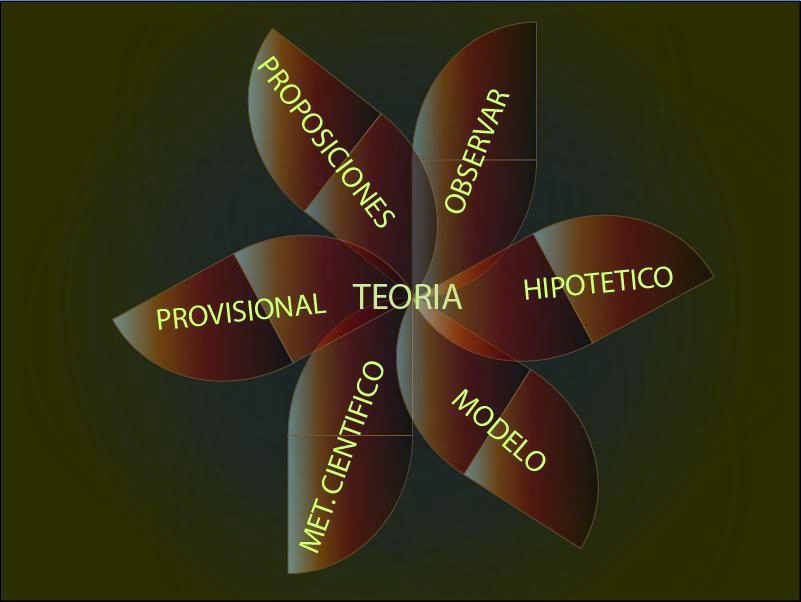 PROPOSICIONES
OBSERVAR
PROVISIONAL
TEORIA
HIPOTETICO
MET. CIENTIFICO
MODELO